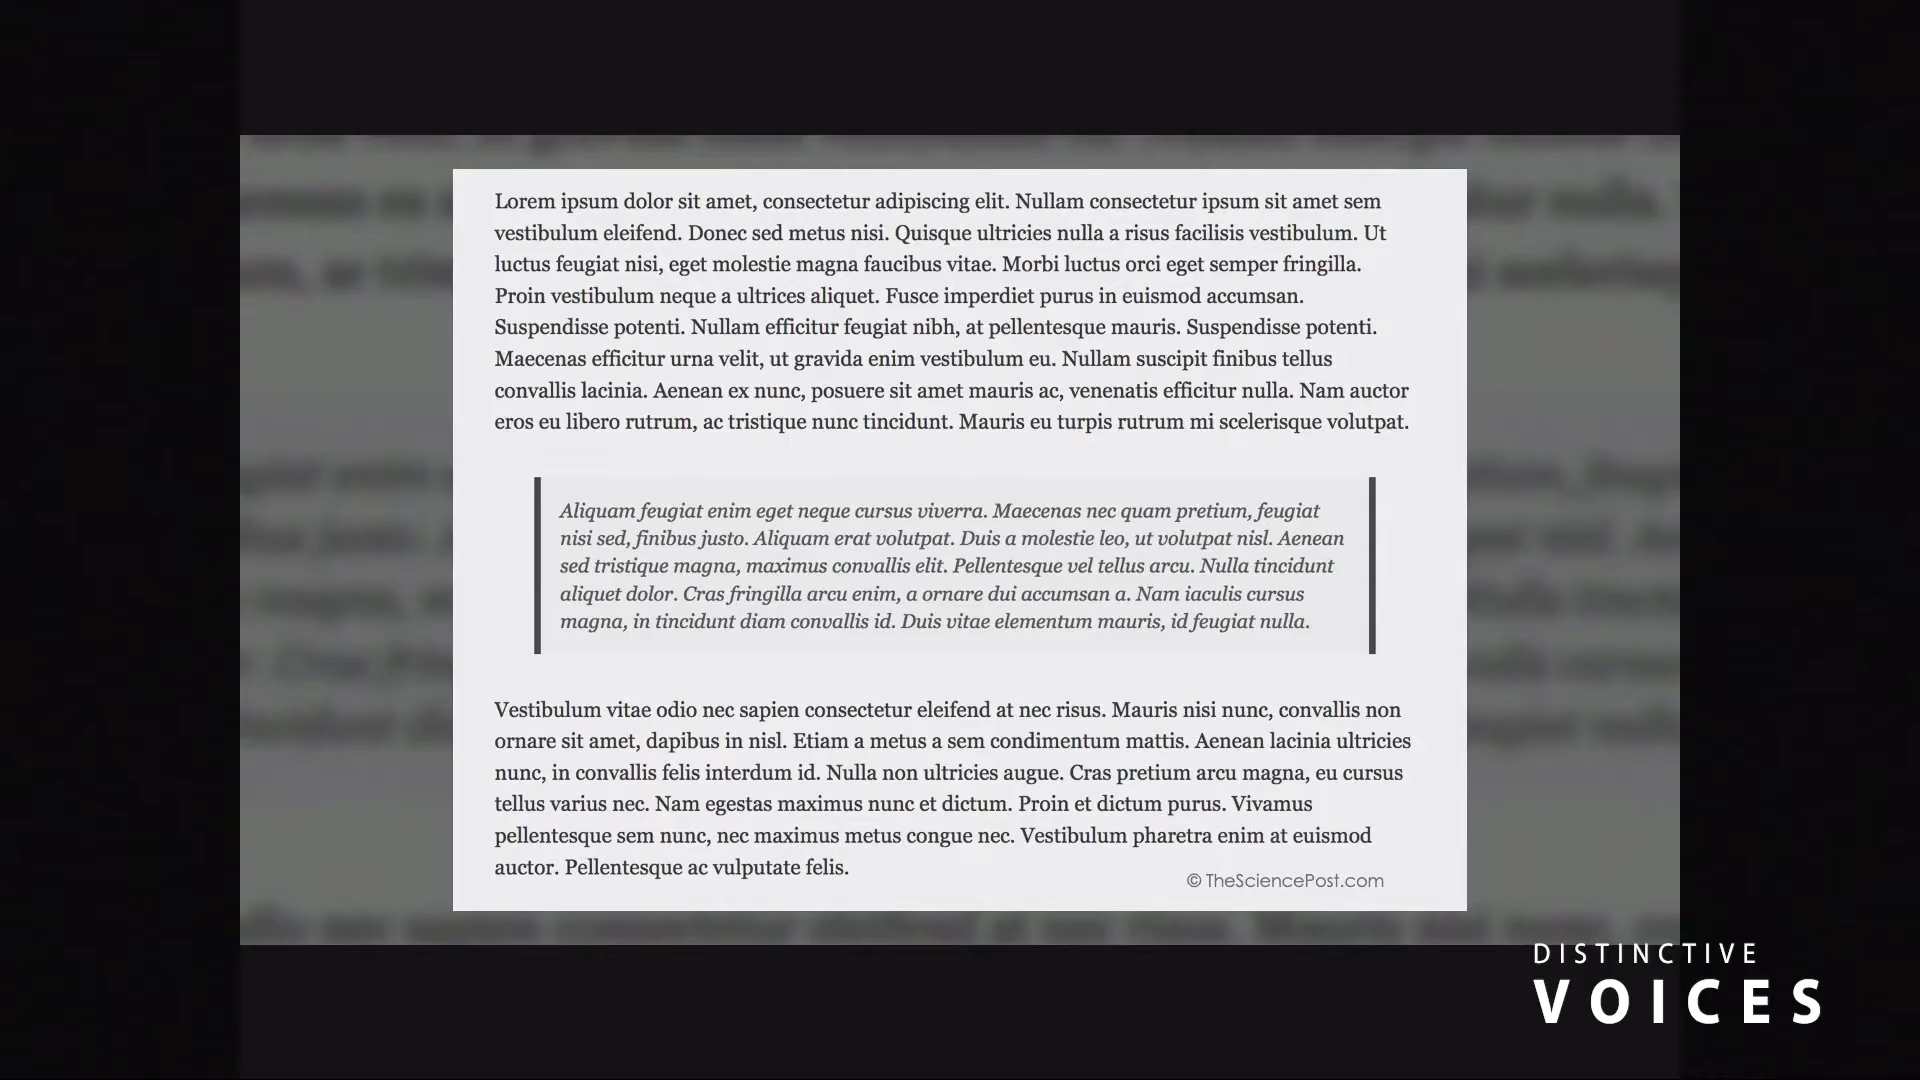 Lorem ipsum dolor sit amet, consectetur adipiscing elit. Nullam consectetur ipsum sit amet sem
vestibulum eleifend. Donec sed metus nisi. Quisque ultricies nulla a risus facilisis vestibulum. Ut
luctus feugiat nisi, eget molestie magna faucibus vitae. Morbi luctus orci eget semper fringilla.
Proin vestibulum neque a ultrices aliquet. Fusce imperdiet purus in euismod accumsan.
Suspendisse potenti. Nullam efficitur feugiat nibh, at pellentesque mauris. Suspendisse potenti.
Maecenas efficitur urna velit, ut gravida enim vestibulum eu. Nullam suscipit finibus tellus
convallis lacinia. Aenean ex nunc, posuere sit amet mauris ac, venenatis efficitur nulla. Nam auctor
eros eu libero rutrum, ac tristique nunc tincidunt. Mauris eu turpis rutrum mi scelerisque volutpat.
Aliquam feugiat enim eget neque cursus viverra. Maecenas nec quam pretium, feugiat
nisi sed, finibus justo. Aliquam erat volutpat. Duis a molestie leo, ut volutpat nisl. Aenean
sed tristique magna, maximus convallis elit. Pellentesque vel tellus arcu. Nulla tincidunt
aliquet dolor. Cras fringilla arcu enim, a ornare dui accumsan a. Nam iaculis cursus
magna, in tincidunt diam convallis id. Duis vitae elementum mauris, id feugiat nulla.
Vestibulum vitae odio nec sapien consectetur eleifend at nec risus. Mauris nisi nunc, convallis non
ornare sit amet, dapibus in nisl. Etiam a metus a sem condimentum mattis. Aenean lacinia ultricies
nunc, in convallis felis interdum id. Nulla non ultricies augue. Cras pretium arcu magna, eu cursus
tellus varius nec. Nam egestas maximus nunc et dictum. Proin et dictum purus. Vivamus
pellentesque sem nunc, nec maximus metus congue nec. Vestibulum pharetra enim at euismod
auctor. Pellentesque ac vulputate felis.
© TheSciencePost.com
DISTINCTIVE
VOICES